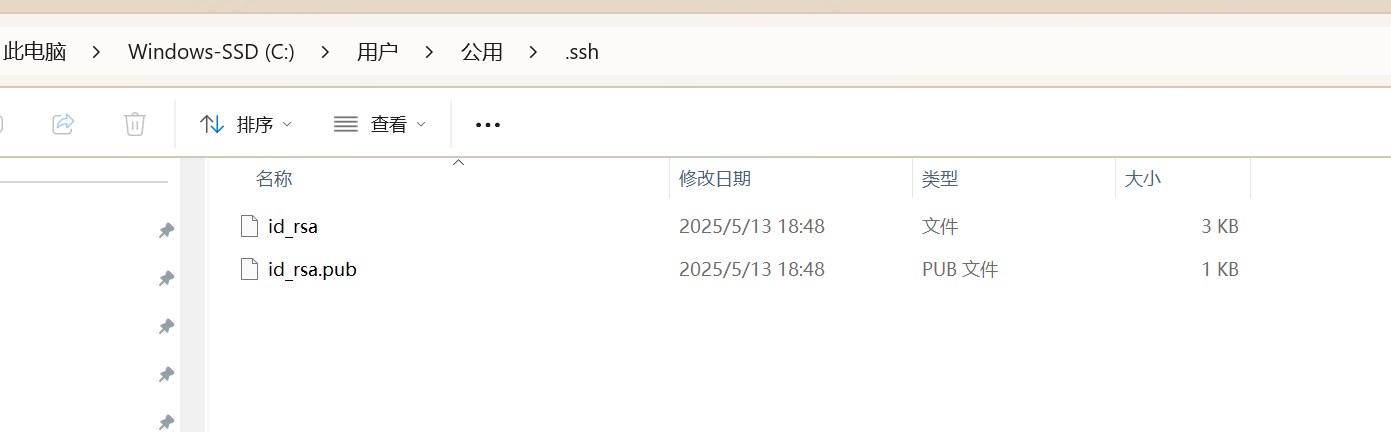 此电脑 > Windows-SSD (C:) > 用户 > 公用 > .ssh
排序 查看 ...
名称 修改日期 类型 大小
id_rsa 2025/5/13 18:48 文件 3 KB
id_rsa.pub 2025/5/13 18:48 PUB 文件 1 KB